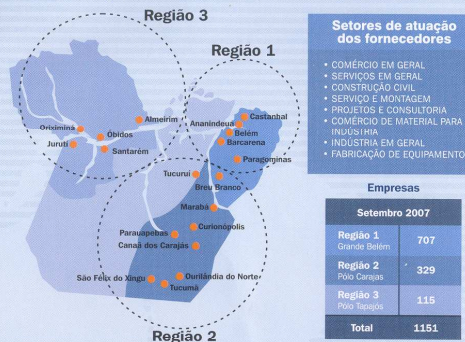 Região 3
Região 1
Setores de atuação
dos fornecedores
• COMÉRCIO EM GERAL
• SERVIÇOS EM GERAL
• CONSTRUÇÃO CIVIL
• SERVIÇO E MONTAGEM
• PROJETOS E CONSULTORIA
• COMÉRCIO DE MATERIAL PARA
INDÚSTRIA
• INDÚSTRIA EM GERAL
• FABRICAÇÃO DE EQUIPAMENTO
Almeirim
Oriximiná
Óbidos
Juruti
Santarém
Castanhal
Ananindeua
Belém
Barcarena
Paragominas
Tucuruí
Breu Branco
Marabá
Curionópolis
Parauapebas
Canaã dos Carajás
São Félix do Xingu
Ourilândia do Norte
Tucumã
Região 2
Empresas
Setembro 2007
Região 1
Grande Belém
707
Região 2
Pólo Carajas
329
Região 3
Pólo Tapajós
115
Total
1151